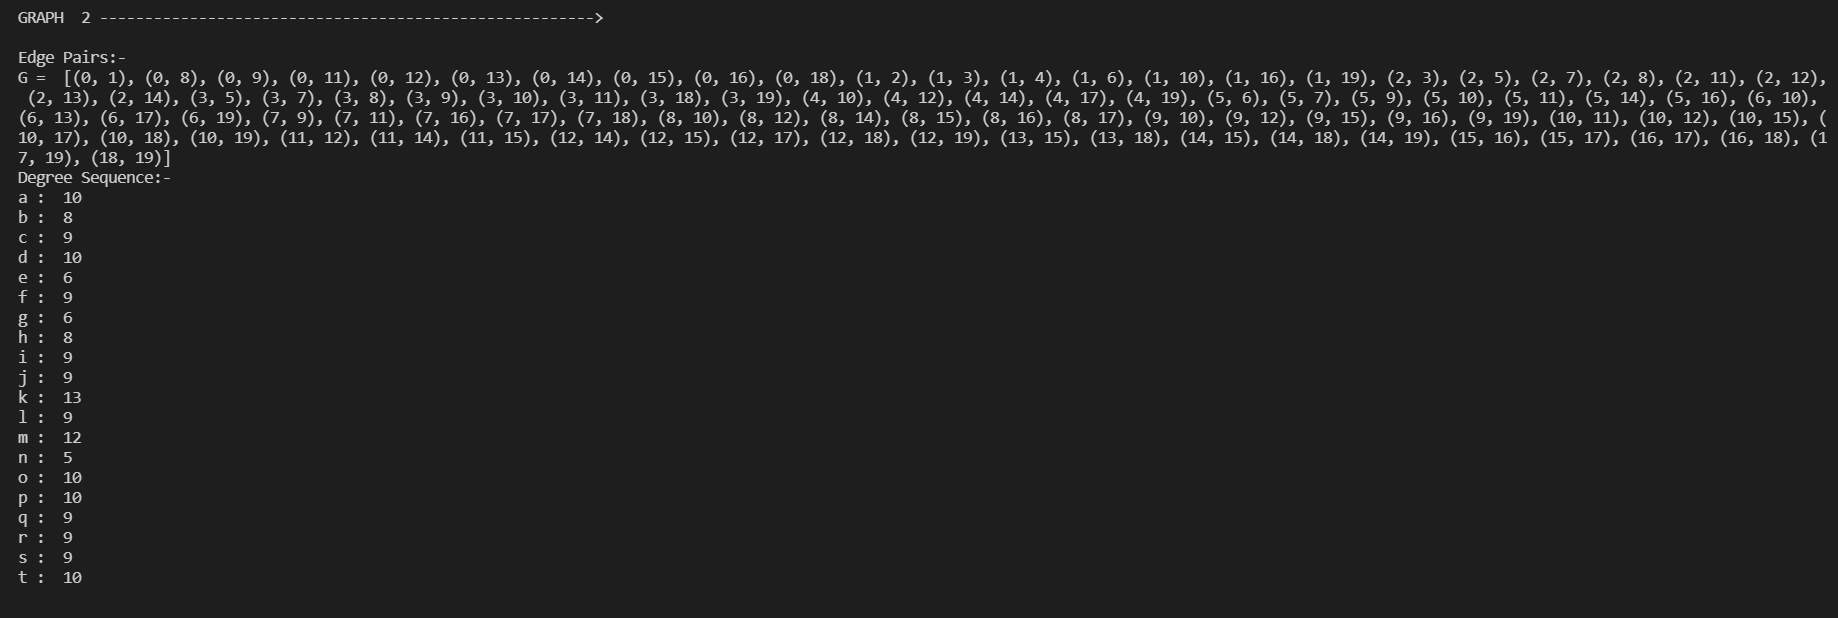 GRAPH  2 ------------------------------------------------------->
Edge Pairs:-
G =  [(0, 1), (0, 8), (0, 9), (0, 11), (0, 12), (0, 13), (0, 14), (0, 15), (0, 16), (0, 18), (1, 2), (1, 3), (1, 4), (1, 6), (1, 10), (1, 16), (1, 19), (2, 3), (2, 5), (2, 7), (2, 8), (2, 11), (2, 12),
(2, 13), (2, 14), (3, 5), (3, 7), (3, 8), (3, 9), (3, 10), (3, 11), (3, 18), (3, 19), (4, 10), (4, 12), (4, 14), (4, 17), (4, 19), (5, 6), (5, 7), (5, 9), (5, 10), (5, 11), (5, 14), (5, 16), (6, 10),
(6, 13), (6, 17), (6, 19), (7, 9), (7, 11), (7, 16), (7, 17), (7, 18), (8, 10), (8, 12), (8, 14), (8, 15), (8, 16), (8, 17), (9, 10), (9, 12), (9, 15), (9, 16), (9, 19), (10, 11), (10, 12), (10, 15), (
10, 17), (10, 18), (10, 19), (11, 12), (11, 14), (11, 15), (12, 14), (12, 15), (12, 17), (12, 18), (12, 19), (13, 15), (13, 18), (14, 15), (14, 18), (14, 19), (15, 16), (15, 17), (16, 17), (16, 18), (1
7, 19), (18, 19)]
Degree Sequence:-
a :  10
b :  8
c :  9
d :  10
e :  6
f :  9
g :  6
h :  8
i :  9
j :  9
k :  13
l :  9
m :  12
n :  5
o :  10
p :  10
q :  9
r :  9
s :  9
t :  10